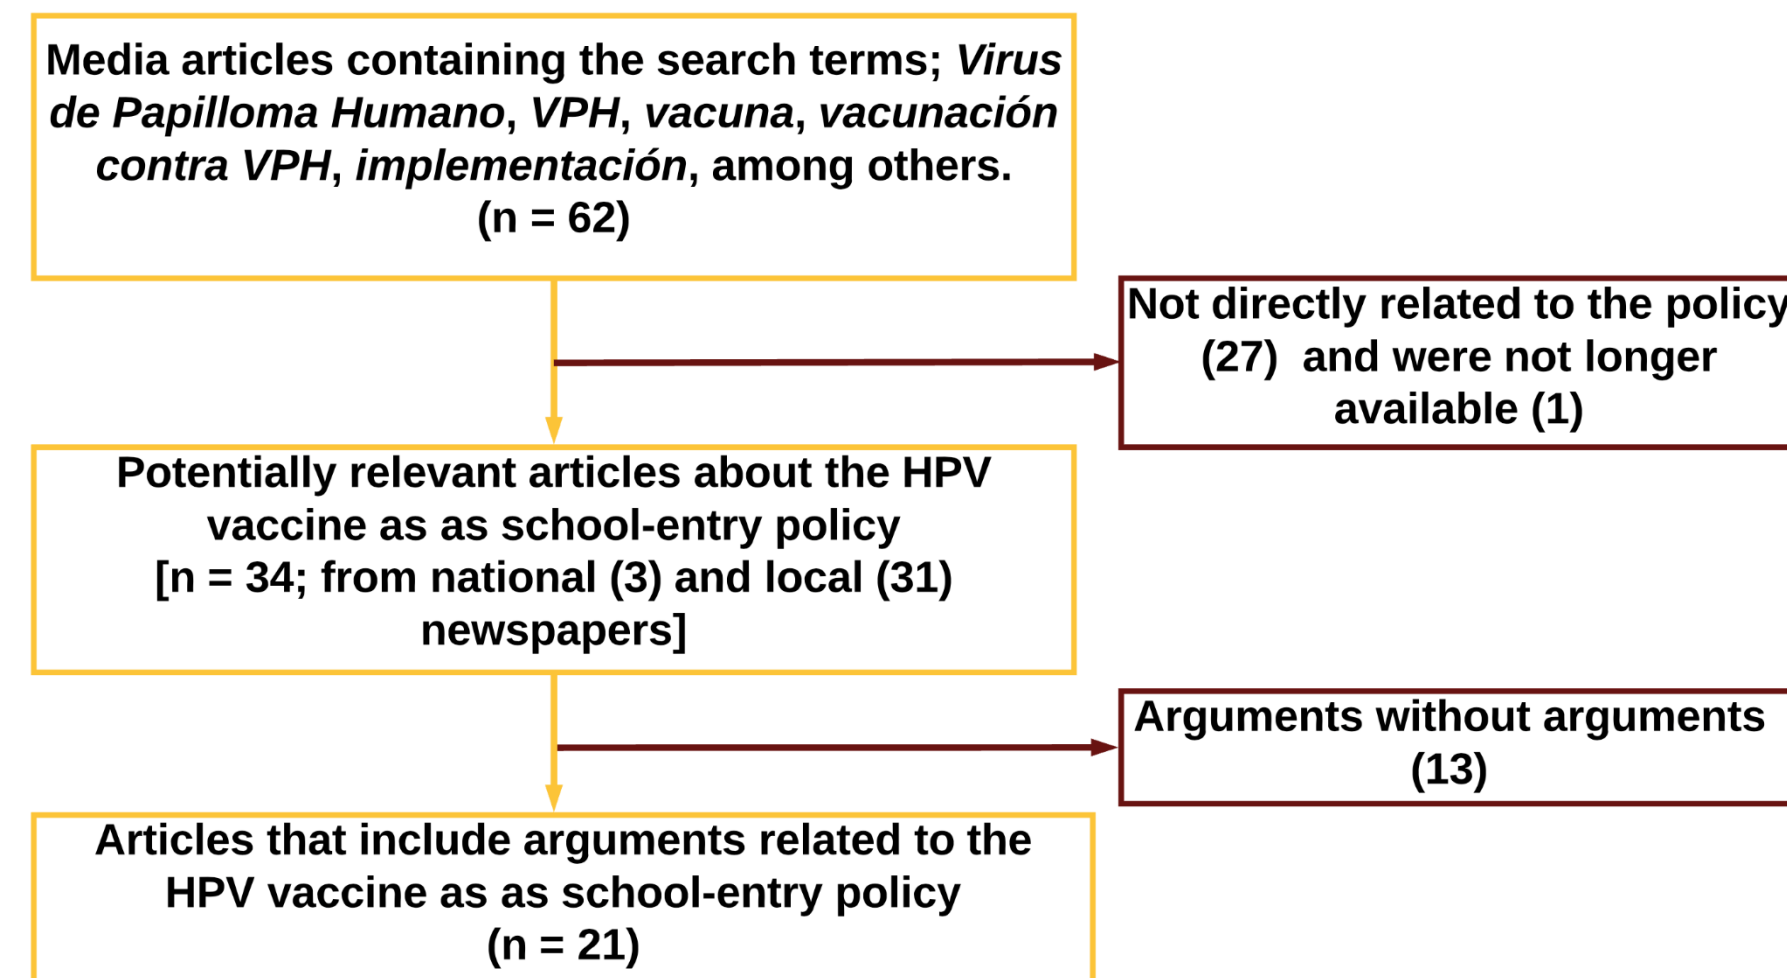 Media articles containing the search terms; Virus
de Papilloma Humano, VPH, vacuna, vacunación
contra VPH, implementación, among others.
(n = 62)
Not directly related to the policy
(27) and were not longer
available (1)
Potentially relevant articles about the HPV
vaccine as as school-entry policy
[n = 34; from national (3) and local (31)
newspapers]
Arguments without arguments
(13)
Articles that include arguments related to the
HPV vaccine as as school-entry policy
(n = 21)